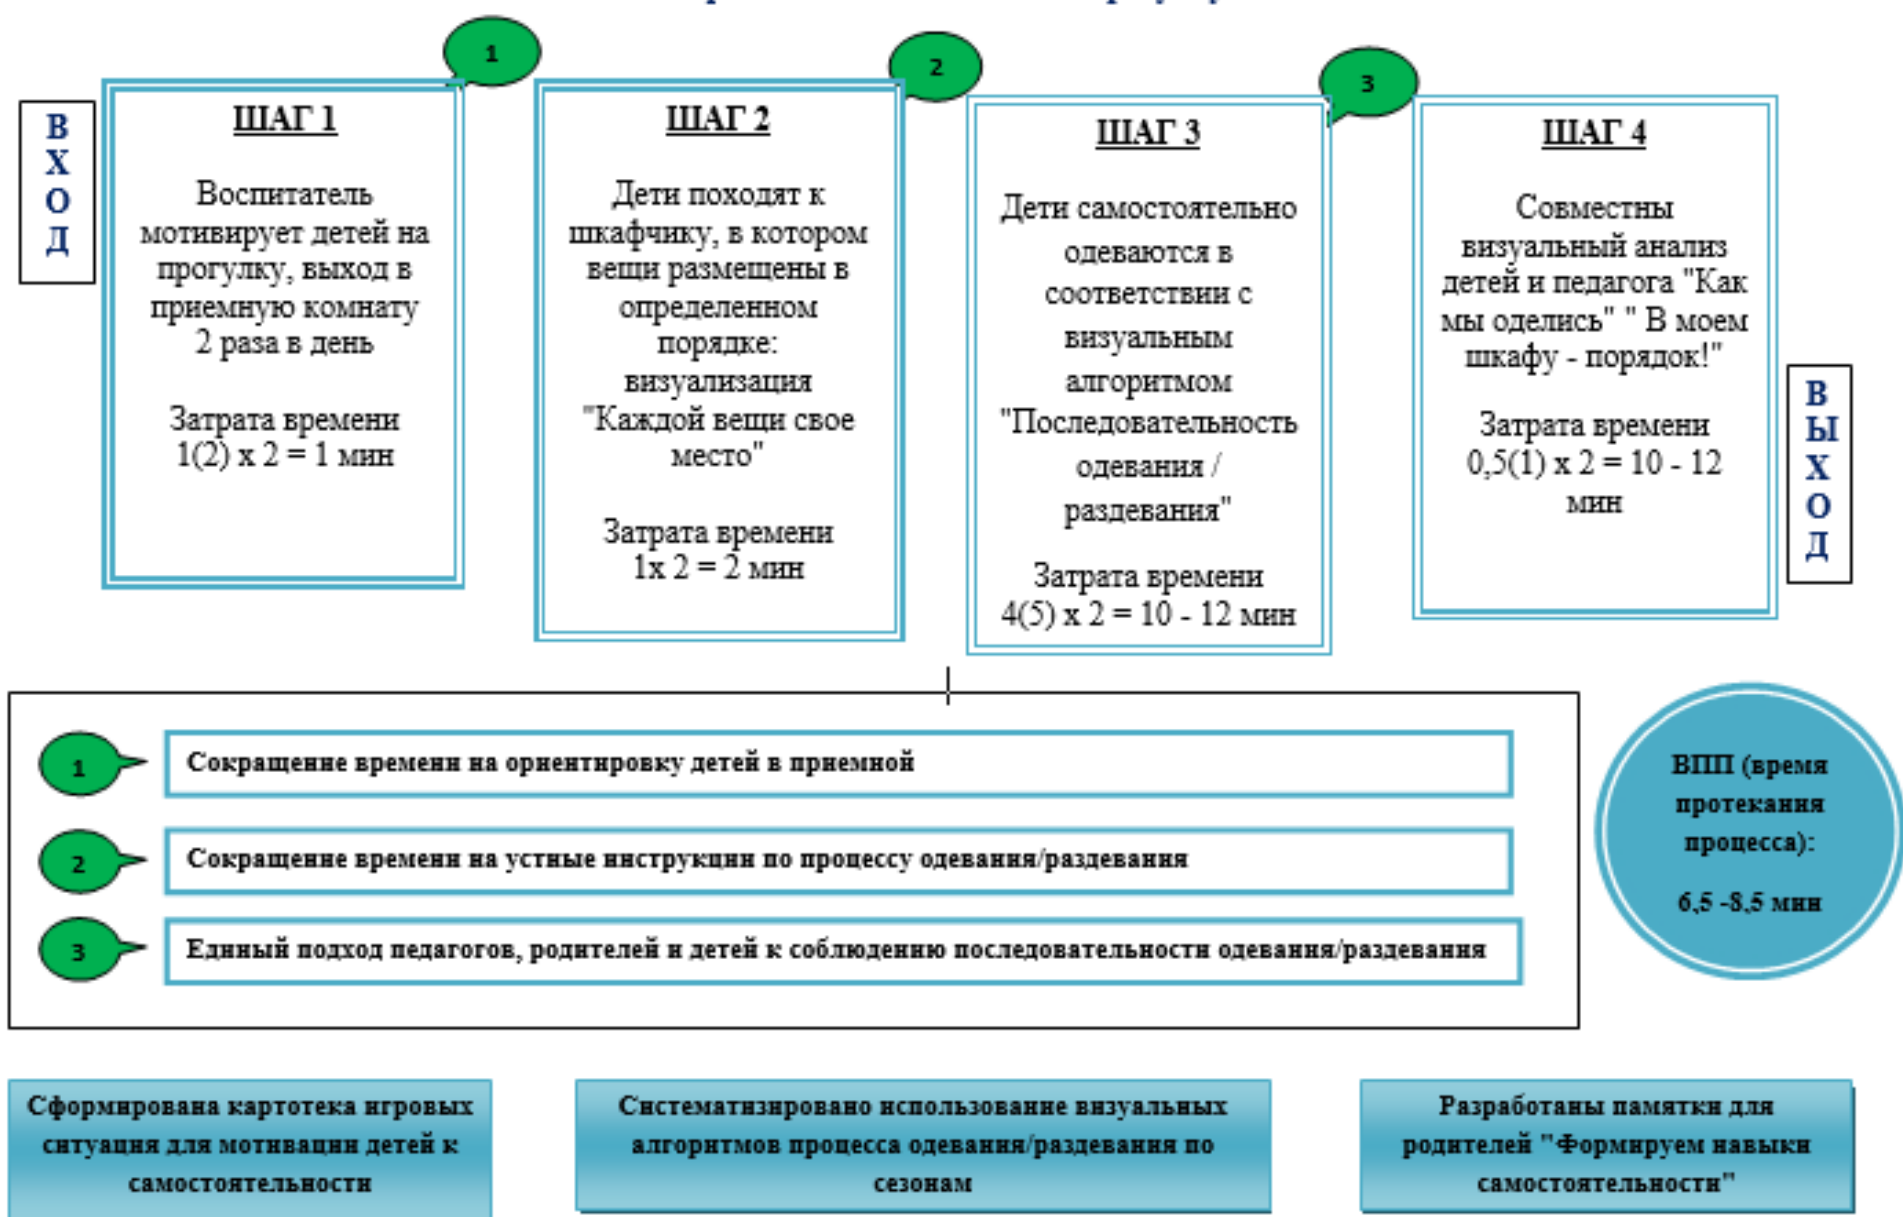 1
2
3
ВХОД
ШАГ 1
Воспитатель
мотивирует детей на
прогулку, выход в
приемную комнату
2 раза в день
Затрата времени
1(2) х 2 = 1 мин
ШАГ 2
Дети походят к
шкафчику, в котором
вещи размещены в
определенном
порядке:
визуализация
"Каждой вещи свое
место"
Затрата времени
1х 2 = 2 мин
ШАГ 3
Дети самостоятельно
одеваются в
соответствии с
визуальным
алгоритмом
"Последовательность
одевания /
раздевания"
Затрата времени
4(5) х 2 = 10 - 12 мин
ШАГ 4
Совместны
визуальный анализ
детей и педагога "Как
мы оделись" " В моем
шкафу - порядок!"
Затрата времени
0,5(1) х 2 = 10 - 12
мин
ВЫХОД
1
Сокращение времени на ориентировку детей в приемной
2
Сокращение времени на устные инструкции по процессу одевания/раздевания
3
Единый подход педагогов, родителей и детей к соблюдению последовательности одевания/раздевания
ВПП (время
протекания
процесса):
6,5 -8,5 мин
Сформирована картотека игровых
ситуация для мотивации детей к
самостоятельности
Систематизировано использование визуальных
алгоритмов процесса одевания/раздевания по
сезонам
Разработаны памятки для
родителей "Формируем навыки
самостоятельности"